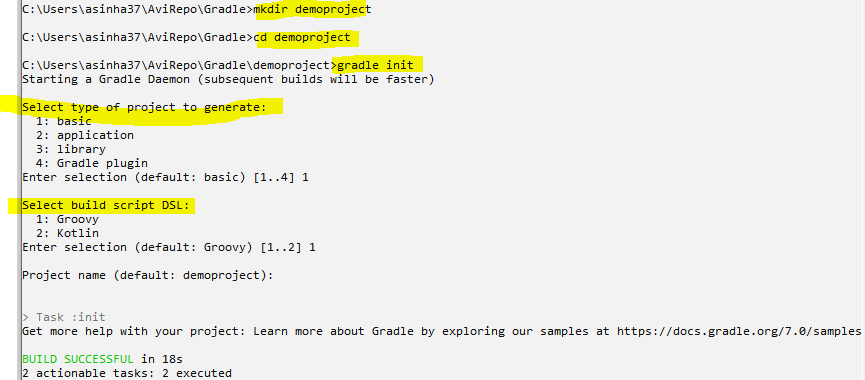 C:\Users\asinha37\AviRepo\Gradle>mkdir demoproject
C:\Users\asinha37\AviRepo\Gradle>cd demoproject
C:\Users\asinha37\AviRepo\Gradle\demoproject>gradle init
Starting a Gradle Daemon (subsequent builds will be faster)
Select type of project to generate:
1: basic
2: application
3: library
4: Gradle plugin
Enter selection (default: basic) [1..4] 1
Select build script DSL:
1: Groovy
2: Kotlin
Enter selection (default: Groovy) [1..2] 1
Project name (default: demoproject):
> Task :init
Get more help with your project: Learn more about Gradle by exploring our samples at https://docs.gradle.org/7.0/samples
BUILD SUCCESSFUL in 18s
2 actionable tasks: 2 executed